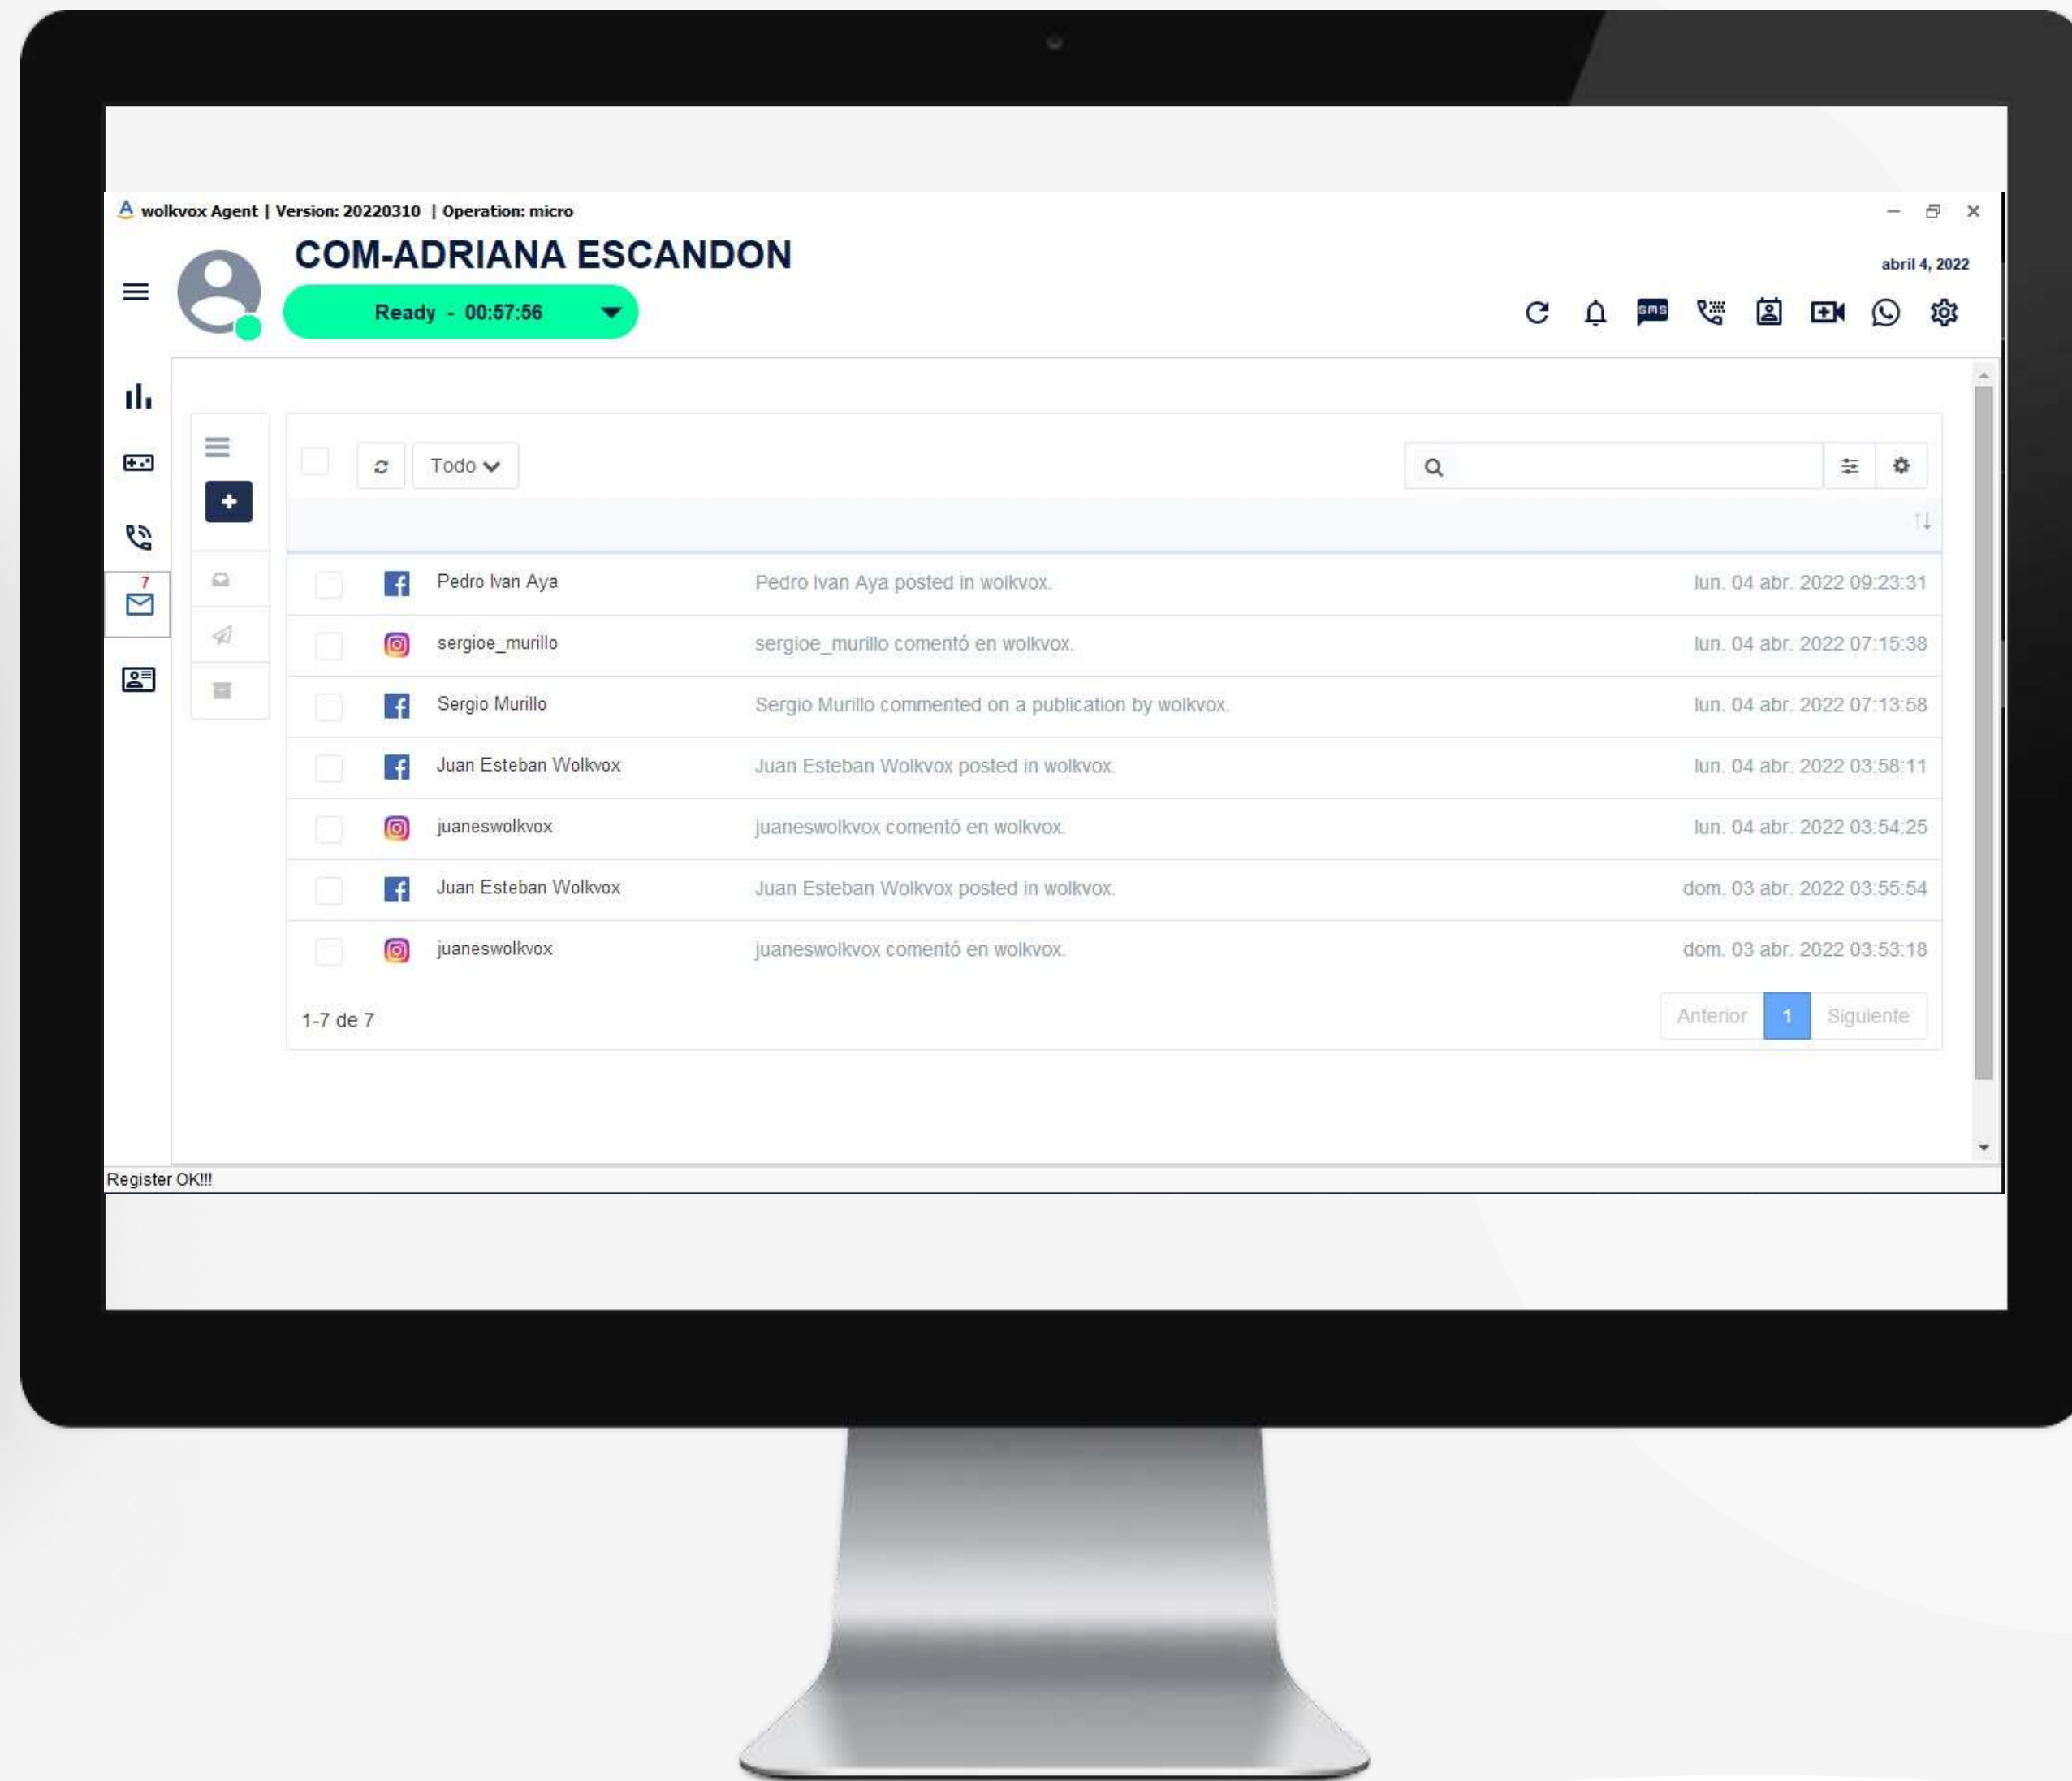 wolkvox Agent | Version: 20220310 | Operation: micro
COM-ADRIANA ESCANDON
abril 4, 2022
Ready - 00:57:56
SMS
Todo
7
Pedro Ivan Aya Pedro Ivan Aya posted in wolkvox. lun. 04 abr. 2022 09:23:31
sergioe_murillo sergioe_murillo comentó en wolkvox. lun. 04 abr. 2022 07:15:38
Sergio Murillo Sergio Murillo commented on a publication by wolkvox. lun. 04 abr. 2022 07:13:58
Juan Esteban Wolkvox Juan Esteban Wolkvox posted in wolkvox. lun. 04 abr. 2022 03:58:11
juaneswolkvox juaneswolkvox comentó en wolkvox. lun. 04 abr. 2022 03:54:25
Juan Esteban Wolkvox Juan Esteban Wolkvox posted in wolkvox. dom. 03 abr. 2022 03:55:54
juaneswolkvox juaneswolkvox comentó en wolkvox. dom. 03 abr. 2022 03:53:18
1-7 de 7
Anterior 1 Siguiente
Register OK!!!